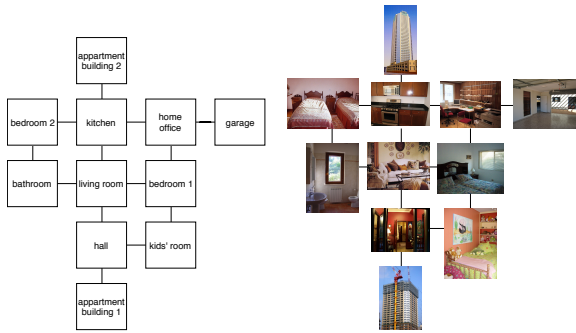 appartment
building 2
bedroom 2
kitchen
home
office
garage
bathroom
living room
bedroom 1
hall
kids' room
appartment
building 1